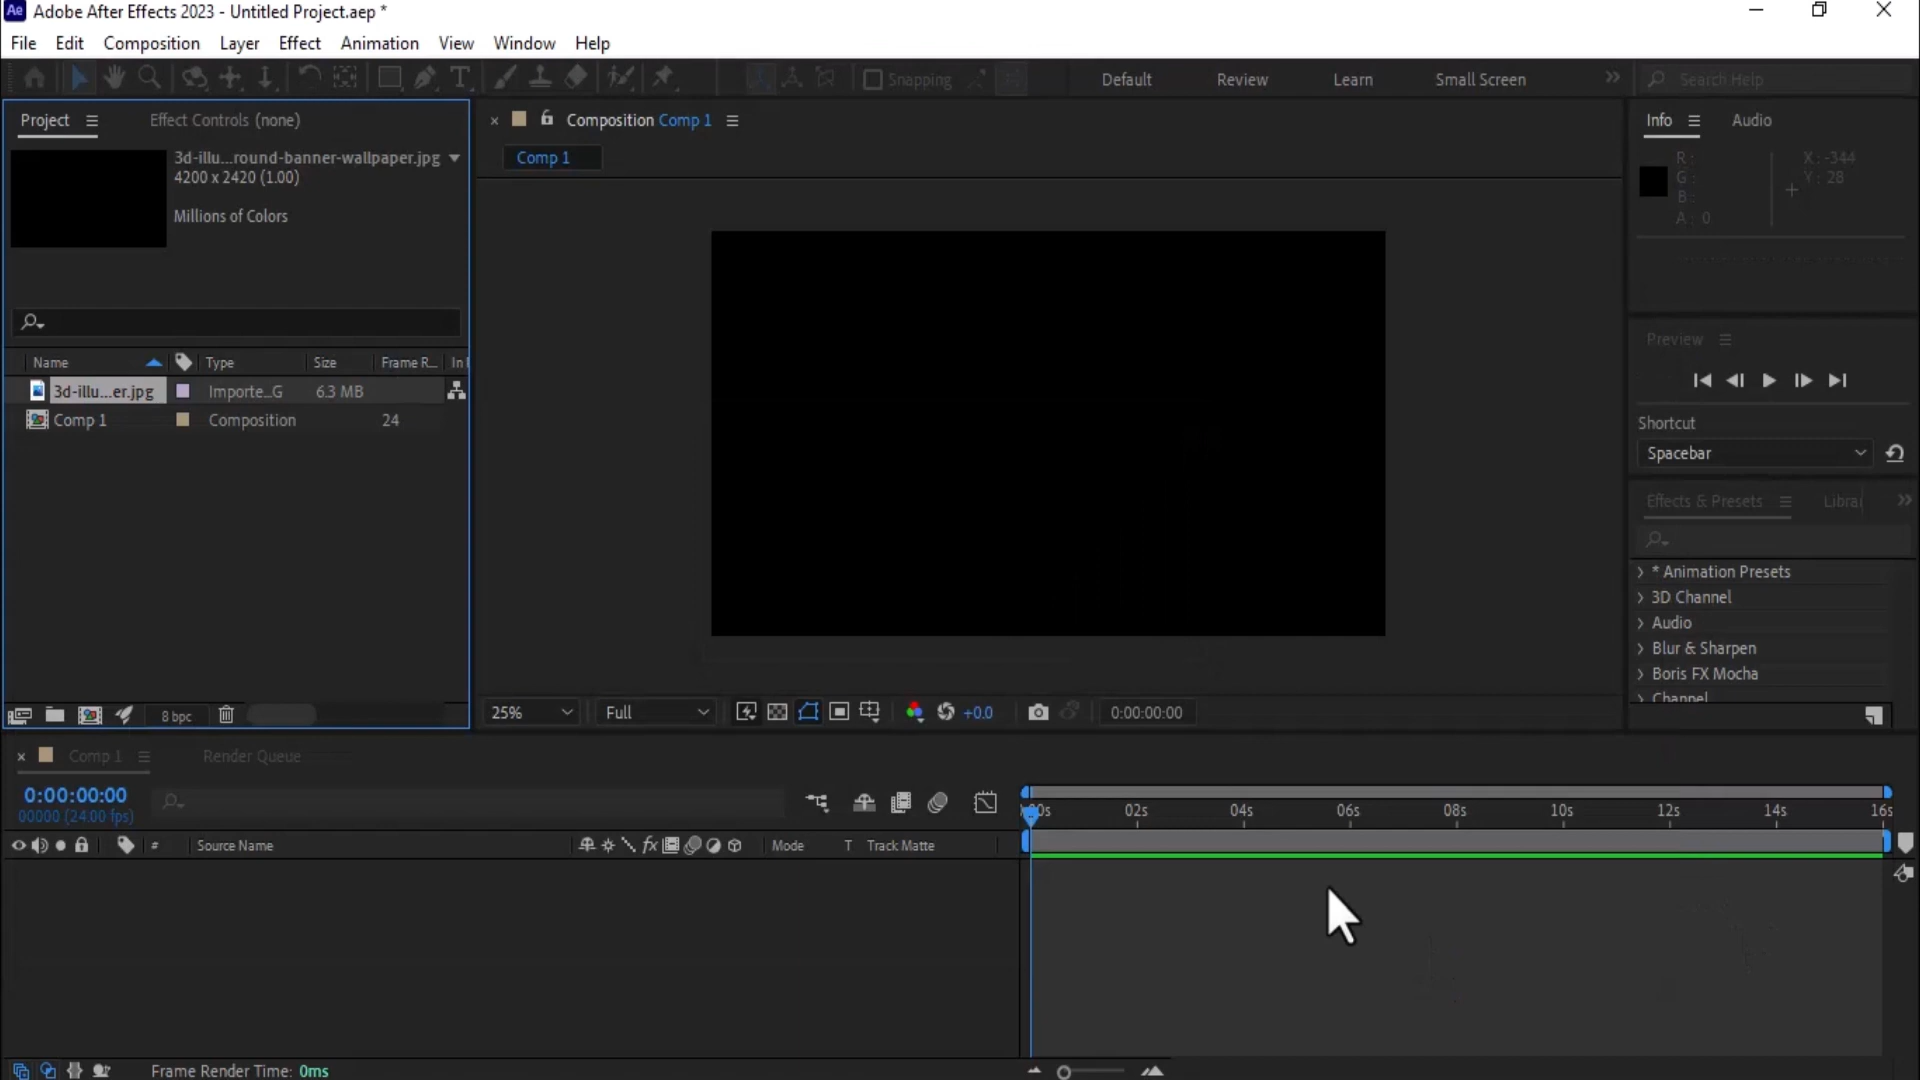 Ae Adobe After Effects 2023 - Untitled Project.aep *
File Edit Composition Layer Effect Animation View Window Help
Snapping Default Review Learn Small Screen Search Help
Project Effect Controls (none) Composition Comp 1 Info Audio
Comp 1
3d-illu...round-banner-wallpaper.jpg
4200 x 2420 (1.00)
Millions of Colors
R: X: -344
G: Y: 28
B:
A: 0
Name Type Size Frame R... In
3d-illu...er.jpg Importe...G 6.3 MB
Comp 1 Composition 24
Preview
Shortcut
Spacebar
Effects & Presets Librar
* Animation Presets
3D Channel
Audio
Blur & Sharpen
Boris FX Mocha
Channel
8 bpc 25% Full +0.0 0:00:00:00
Comp 1 Render Queue
0:00:00:00
00000 (24.00 fps)
:00s 02s 04s 06s 08s 10s 12s 14s 16s
# Source Name fx Mode T Track Matte
Frame Render Time: 0ms